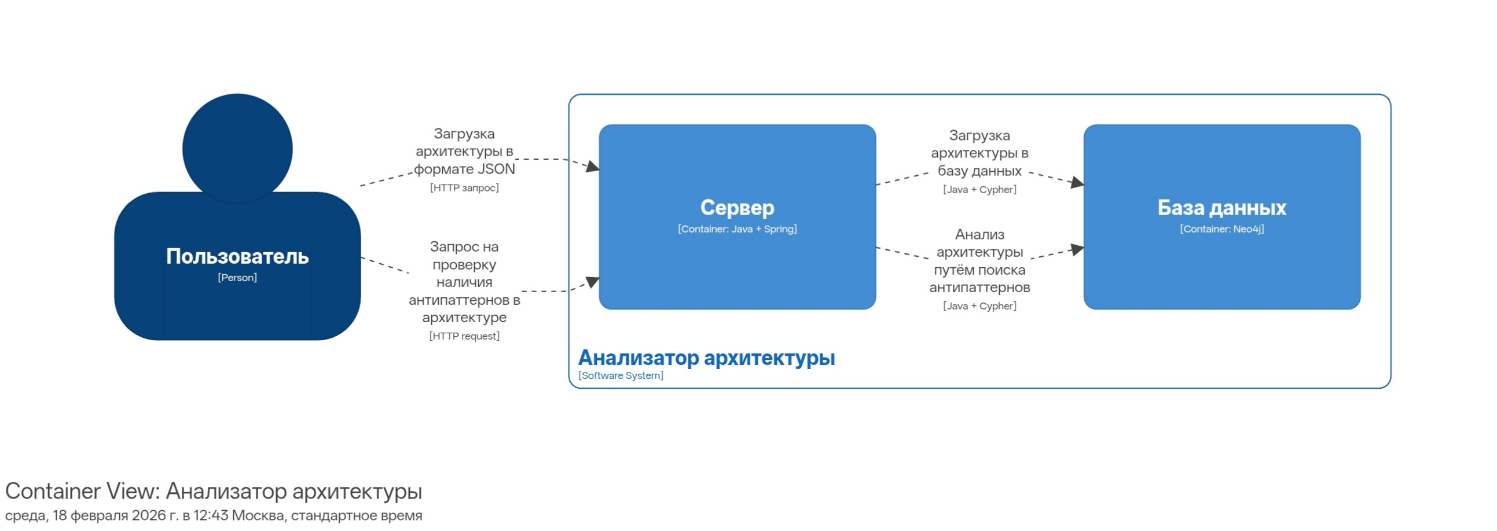 Загрузка
архитектуры в
формате JSON
[HTTP запрос]
Пользователь
[Person]
Запрос на
проверку
наличия
антипаттернов в
архитектуре
[HTTP request]
Сервер
[Container: Java + Spring]
Загрузка
архитектуры в
базу данных
[Java + Cypher]
Анализ
архитектуры
путём поиска
антипаттернов
[Java + Cypher]
База данных
[Container: Neo4j]
Анализатор архитектуры
[Software System]
Container View: Анализатор архитектуры
среда, 18 февраля 2026 г. в 12:43 Москва, стандартное время